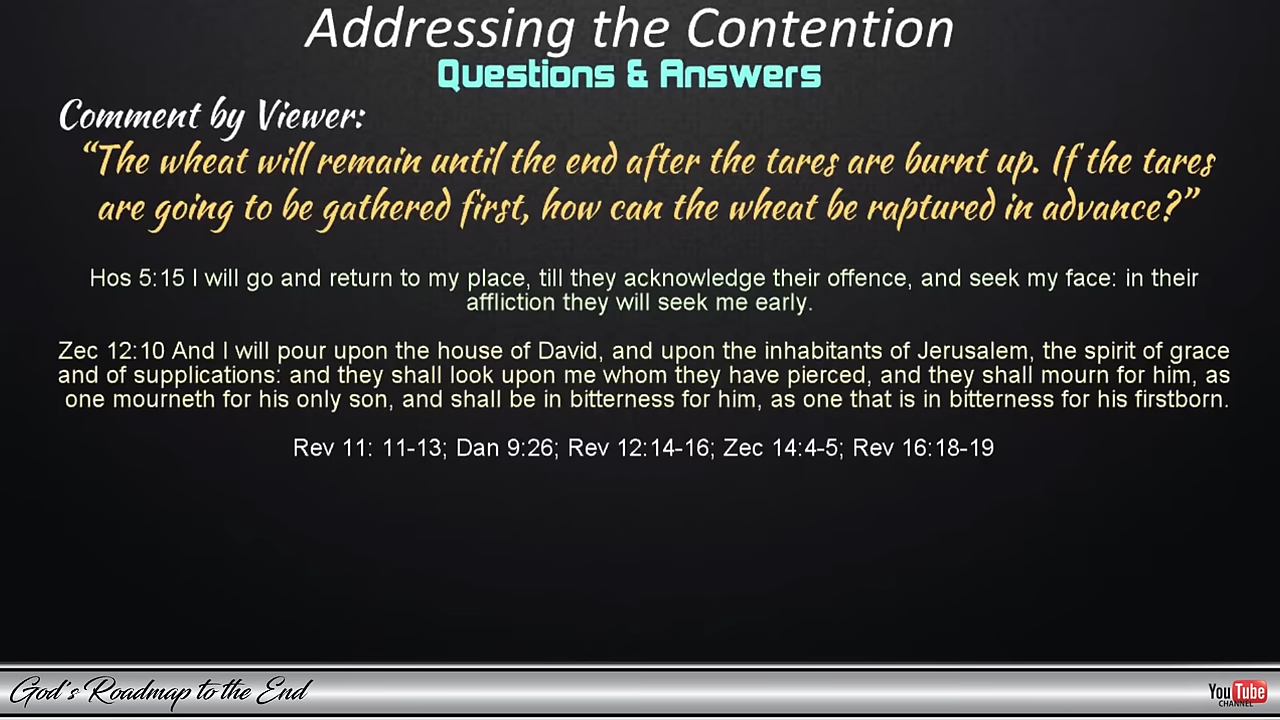 Addressing the Contention
Questions & Answers
Comment by Viewer:
“The wheat will remain until the end after the tares are burnt up. If the tares
are going to be gathered first, how can the wheat be raptured in advance?”
Hos 5:15 I will go and return to my place, till they acknowledge their offence, and seek my face: in their
affliction they will seek me early.
Zec 12:10 And I will pour upon the house of David, and upon the inhabitants of Jerusalem, the spirit of grace
and of supplications: and they shall look upon me whom they have pierced, and they shall mourn for him, as
one mourneth for his only son, and shall be in bitterness for him, as one that is in bitterness for his firstborn.
Rev 11: 11-13; Dan 9:26; Rev 12:14-16; Zec 14:4-5; Rev 16:18-19
God's Roadmap to the End
YouTube
CHANNEL